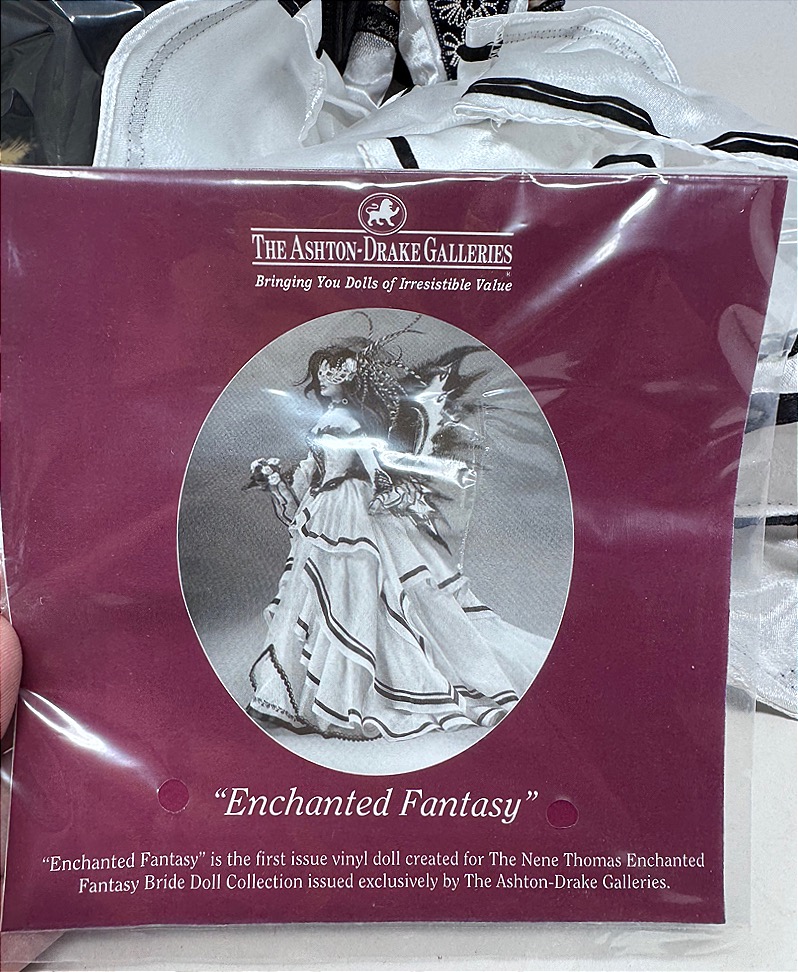 THE ASHTON-DRAKE GALLERIES
Bringing You Dolls of Irresistible Value
“Enchanted Fantasy”
“Enchanted Fantasy” is the first issue vinyl doll created for The Nene Thomas Enchanted
Fantasy Bride Doll Collection issued exclusively by The Ashton-Drake Galleries.